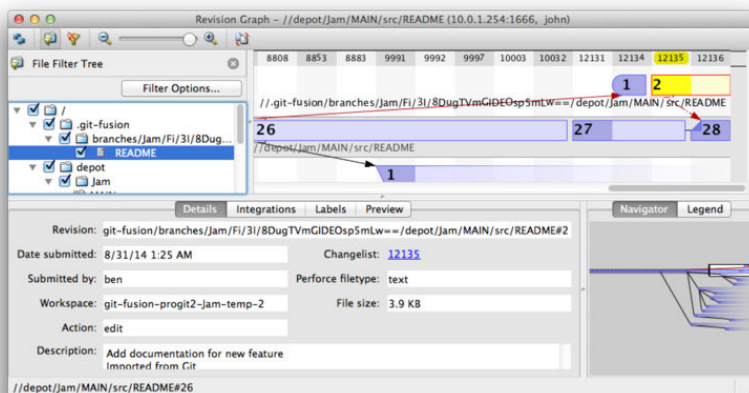 Revision Graph - //depot/Jam/MAIN/src/README (10.0.1.254:1666, john)
File Filter Tree
Filter Options...
/
.git-fusion
branches/Jam/Fi/3I/8Dug...
README
depot
Jam
8808 8853 8883 9991 9992 9997 10003 10032 12131 12134 12135 12136
1 2
//.git-fusion/branches/Jam/Fi/3I/8DugTVmGIDEOsp5mLw==/depot/Jam/MAIN/src/README
26 27 28
//depot/Jam/MAIN/src/README
1
Details Integrations Labels Preview
Revision: git-fusion/branches/Jam/Fi/3I/8DugTVmGIDEOsp5mLw==/depot/Jam/MAIN/src/README#2
Date submitted: 8/31/14 1:25 AM Changelist: 12135
Submitted by: ben Perforce filetype: text
Workspace: git-fusion-progit2-Jam-temp-2 File size: 3.9 KB
Action: edit
Description: Add documentation for new feature
Imported from Git
Navigator Legend
//depot/Jam/MAIN/src/README#26